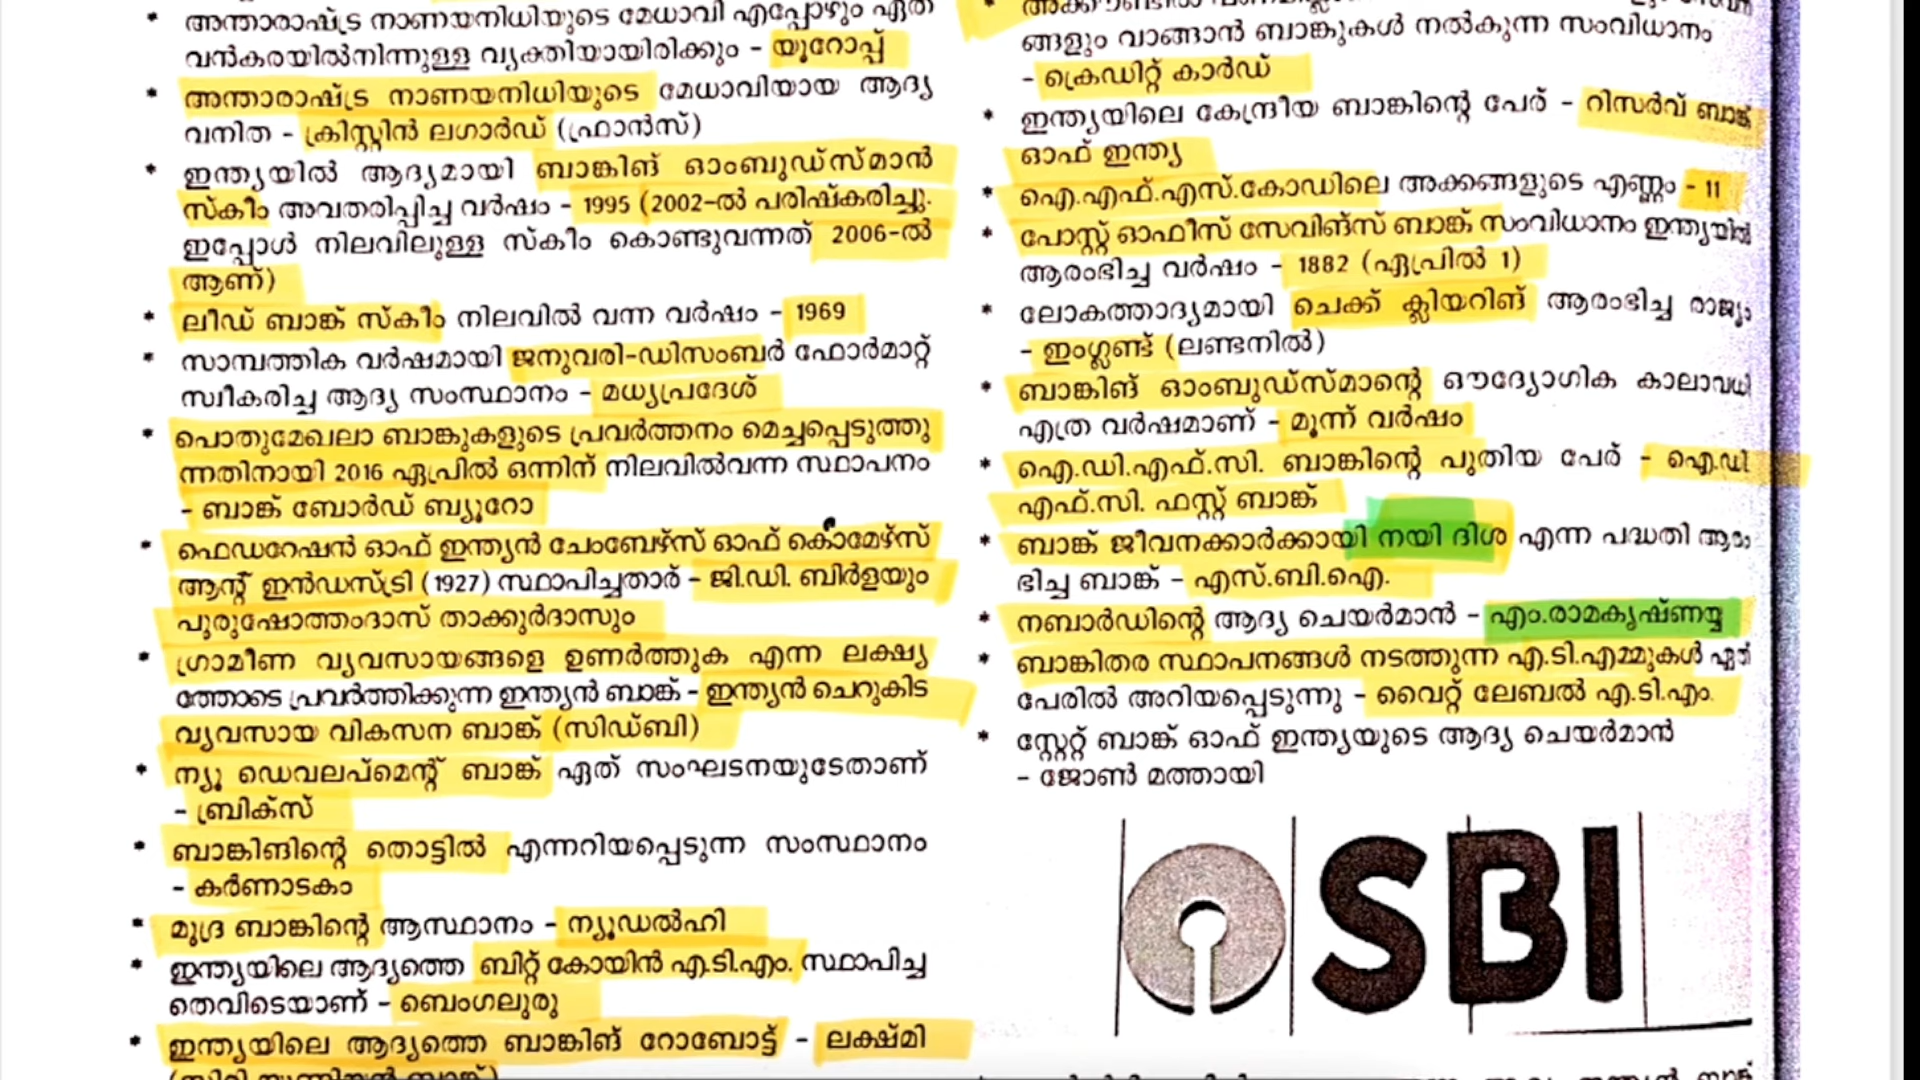 * അന്താരാഷ്ട്ര നാണയനിധിയുടെ മേധാവി എപ്പോഴും ഏത്
വൻകരയിൽനിന്നുള്ള വ്യക്തിയായിരിക്കും - യൂറോപ്പ്
* അന്താരാഷ്ട്ര നാണയനിധിയുടെ മേധാവിയായ ആദ്യ
വനിത - ക്രിസ്റ്റിൻ ലഗാർഡ് (ഫ്രാൻസ്)
* ഇന്ത്യയിൽ ആദ്യമായി ബാങ്കിങ് ഓംബുഡ്സ്മാൻ
സ്കീം അവതരിപ്പിച്ച വർഷം - 1995 (2002-ൽ പരിഷ്കരിച്ചു.
ഇപ്പോൾ നിലവിലുള്ള സ്കീം കൊണ്ടുവന്നത് 2006-ൽ
ആണ്)
* ലീഡ് ബാങ്ക് സ്കീം നിലവിൽ വന്ന വർഷം - 1969
* സാമ്പത്തിക വർഷമായി ജനുവരി-ഡിസംബർ ഫോർമാറ്റ്
സ്വീകരിച്ച ആദ്യ സംസ്ഥാനം - മധ്യപ്രദേശ്
* പൊതുമേഖലാ ബാങ്കുകളുടെ പ്രവർത്തനം മെച്ചപ്പെടുത്തു
ന്നതിനായി 2016 ഏപ്രിൽ ഒന്നിന് നിലവിൽവന്ന സ്ഥാപനം
- ബാങ്ക് ബോർഡ് ബ്യൂറോ
* ഫെഡറേഷൻ ഓഫ് ഇന്ത്യൻ ചേംബേഴ്സ് ഓഫ് കൊമേഴ്സ്
ആന്റ് ഇൻഡസ്ട്രി (1927) സ്ഥാപിച്ചതാര് - ജി.ഡി. ബിർളയും
പുരുഷോത്തംദാസ് താക്കൂർദാസും
* ഗ്രാമീണ വ്യവസായങ്ങളെ ഉണർത്തുക എന്ന ലക്ഷ്യ
ത്തോടെ പ്രവർത്തിക്കുന്ന ഇന്ത്യൻ ബാങ്ക് - ഇന്ത്യൻ ചെറുകിട
വ്യവസായ വികസന ബാങ്ക് (സിഡ്ബി)
* ന്യൂ ഡെവലപ്മെന്റ് ബാങ്ക് ഏത് സംഘടനയുടേതാണ്
- ബ്രിക്സ്
* ബാങ്കിങിന്റെ തൊട്ടിൽ എന്നറിയപ്പെടുന്ന സംസ്ഥാനം
- കർണാടകാ
* മുദ്ര ബാങ്കിന്റെ ആസ്ഥാനം - ന്യൂഡൽഹി
* ഇന്ത്യയിലെ ആദ്യത്തെ ബിറ്റ് കോയിൻ എ.ടി.എം. സ്ഥാപിച്ച
തെവിടെയാണ് - ബെംഗലൂരു
* ഇന്ത്യയിലെ ആദ്യത്തെ ബാങ്കിങ് റോബോട്ട് - ലക്ഷ്മി
ങ്ങളും വാങ്ങാൻ ബാങ്കുകൾ നൽകുന്ന സംവിധാനം
- ക്രെഡിറ്റ് കാർഡ്
* ഇന്ത്യയിലെ കേന്ദ്രീയ ബാങ്കിന്റെ പേര് - റിസർവ് ബാങ്ക്
ഓഫ് ഇന്ത്യ
* ഐ.എഫ്.എസ്.കോഡിലെ അക്കങ്ങളുടെ എണ്ണം - 11
* പോസ്റ്റ് ഓഫീസ് സേവിങ്സ് ബാങ്ക് സംവിധാനം ഇന്ത്യയിൽ
ആരംഭിച്ച വർഷം - 1882 (ഏപ്രിൽ 1)
* ലോകത്താദ്യമായി ചെക്ക് ക്ലിയറിങ് ആരംഭിച്ച രാജ്യം
- ഇംഗ്ലണ്ട് (ലണ്ടനിൽ)
* ബാങ്കിങ് ഓംബുഡ്സ്മാന്റെ ഔദ്യോഗിക കാലാവധി
എത്ര വർഷമാണ് - മൂന്ന് വർഷം
* ഐ.ഡി.എഫ്.സി. ബാങ്കിന്റെ പുതിയ പേര് - ഐ.ഡി.
എഫ്.സി. ഫസ്റ്റ് ബാങ്ക്
* ബാങ്ക് ജീവനക്കാർക്കായി നയി ദിശ എന്ന പദ്ധതി ആരം
ഭിച്ച ബാങ്ക് - എസ്.ബി.ഐ.
* നബാർഡിന്റെ ആദ്യ ചെയർമാൻ - എം.രാമകൃഷ്ണയ്യ
* ബാങ്കിതര സ്ഥാപനങ്ങൾ നടത്തുന്ന എ.ടി.എമ്മുകൾ ഏത്
പേരിൽ അറിയപ്പെടുന്നു - വൈറ്റ് ലേബൽ എ.ടി.എം.
* സ്റ്റേറ്റ് ബാങ്ക് ഓഫ് ഇന്ത്യയുടെ ആദ്യ ചെയർമാൻ
- ജോൺ മത്തായി
SBI